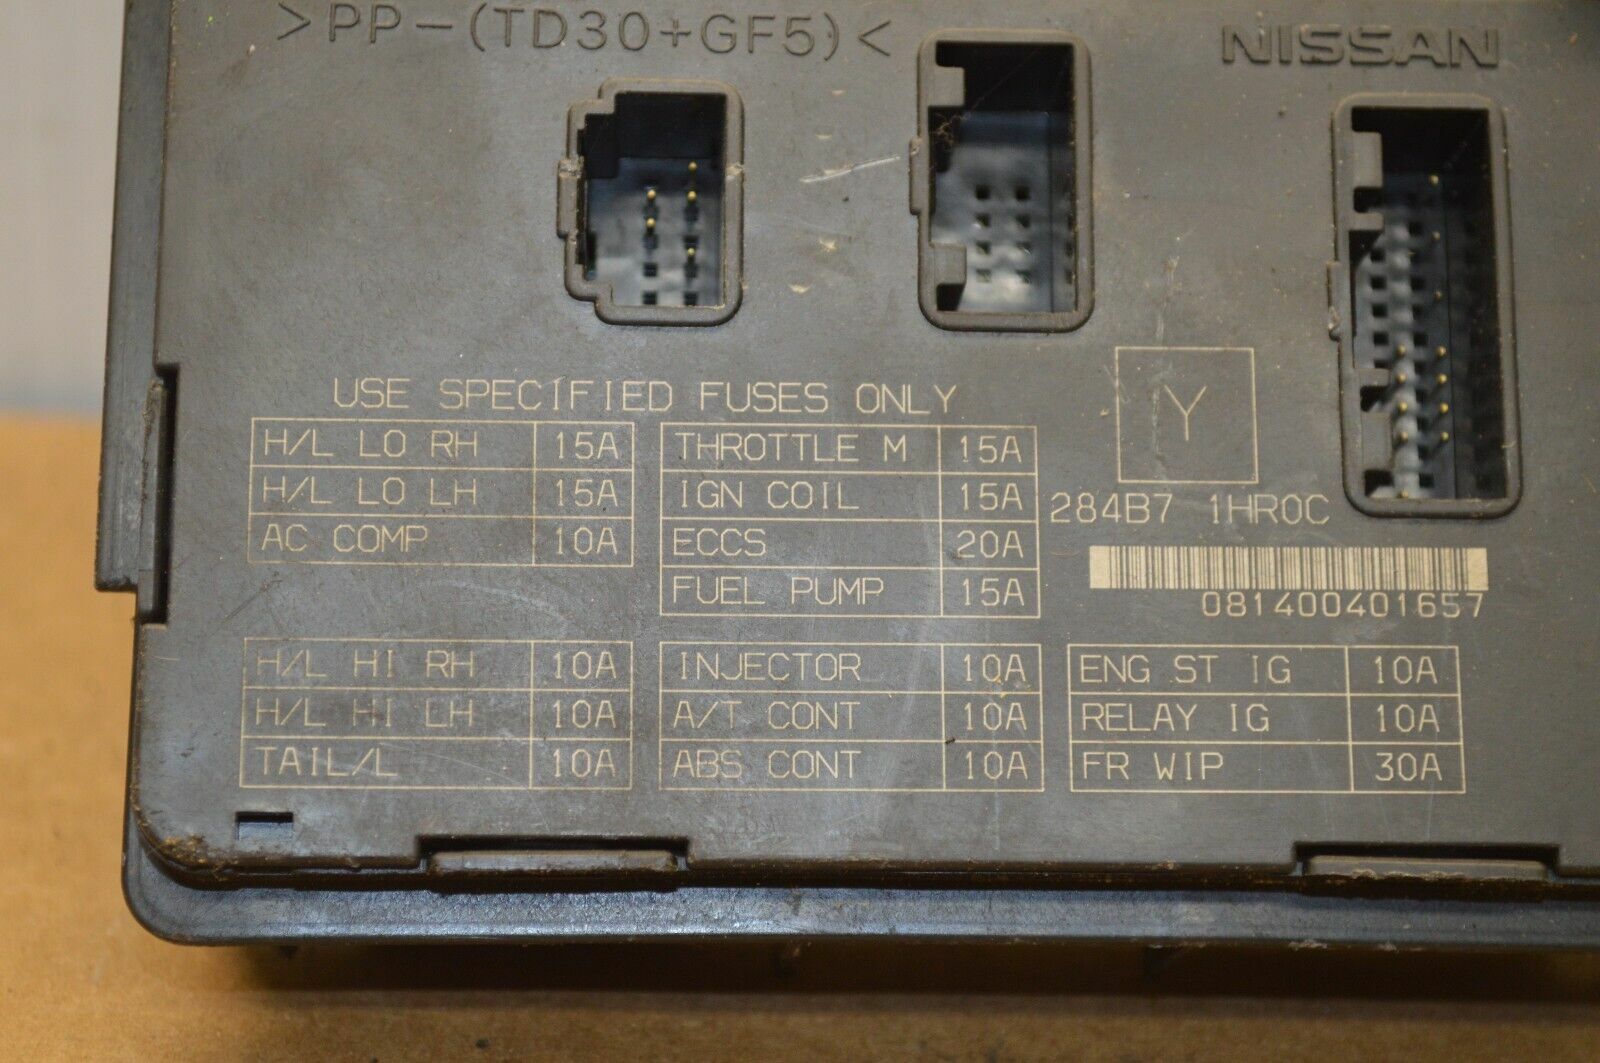 >PP-(TD30+GF5)<
NISSAN
USE SPECIFIED FUSES ONLY
H/L LO RH 15A
H/L LO LH 15A
AC COMP 10A
THROTTLE M 15A
IGN COIL 15A
ECCS 20A
FUEL PUMP 15A
Y
284B7 1HR0C
081400401657
H/L HI RH 10A
H/L HI LH 10A
TAIL/L 10A
INJECTOR 10A
A/T CONT 10A
ABS CONT 10A
ENG ST IG 10A
RELAY IG 10A
FR WIP 30A